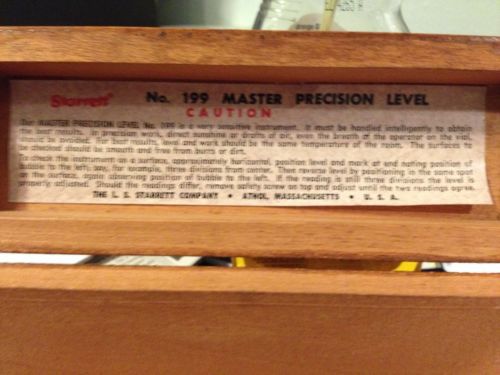 Starrett No. 199 MASTER PRECISION LEVEL
CAUTION
Our MASTER PRECISION LEVEL No. 199 is a very sensitive instrument. It must be handled intelligently to obtain
the best results. In precision work, direct sunshine or drafts of air, even the breath of the operator on the vial,
should be avoided. For best results, level and work should be the same temperature of the room. The surfaces to
be checked should be smooth and free from burrs or dirt.
To check the instrument on a surface, approximately horizontal, position level and mark at end nothing position of
bubble to the left; say, for example, three divisions from center. Then reverse level by positioning in the same spot
on the surface, again observing position of bubble to the left. If the reading is still three divisions the level is
properly adjusted. Should the readings differ, remove safety screw on top and adjust until the two readings agree.
THE L. S. STARRETT COMPANY • ATHOL, MASSACHUSETTS • U. S. A.